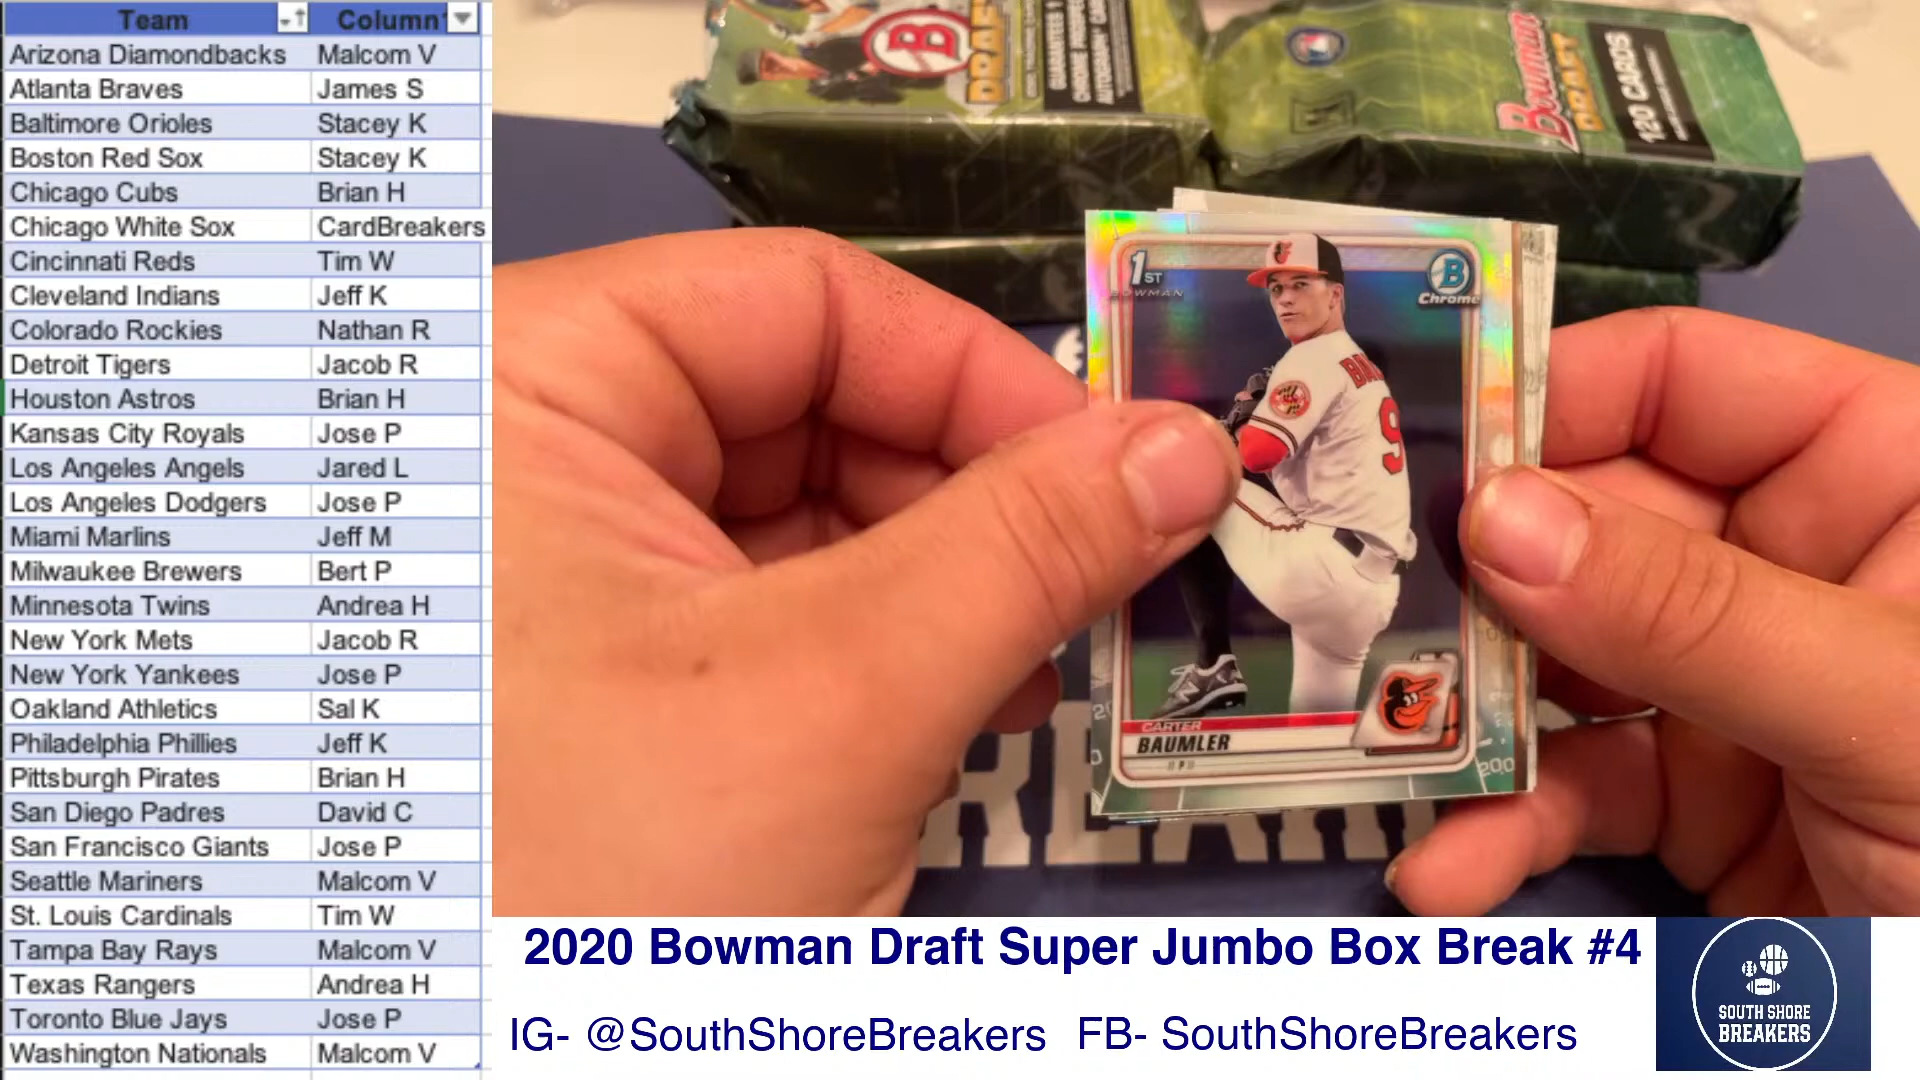 Team Column
Arizona Diamondbacks Malcom V
Atlanta Braves James S
Baltimore Orioles Stacey K
Boston Red Sox Stacey K
Chicago Cubs Brian H
Chicago White Sox CardBreakers
Cincinnati Reds Tim W
Cleveland Indians Jeff K
Colorado Rockies Nathan R
Detroit Tigers Jacob R
Houston Astros Brian H
Kansas City Royals Jose P
Los Angeles Angels Jared L
Los Angeles Dodgers Jose P
Miami Marlins Jeff M
Milwaukee Brewers Bert P
Minnesota Twins Andrea H
New York Mets Jacob R
New York Yankees Jose P
Oakland Athletics Sal K
Philadelphia Phillies Jeff K
Pittsburgh Pirates Brian H
San Diego Padres David C
San Francisco Giants Jose P
Seattle Mariners Malcom V
St. Louis Cardinals Tim W
Tampa Bay Rays Malcom V
Texas Rangers Andrea H
Toronto Blue Jays Jose P
Washington Nationals Malcom V
B
DRAFT
Bowman
DRAFT
120 CARDS
1ST
BOWMAN
B
Chrome
9
CARTER
BAUMLER
P
200
2020 Bowman Draft Super Jumbo Box Break #4
IG- @SouthShoreBreakers FB- SouthShoreBreakers
SOUTH SHORE
BREAKERS